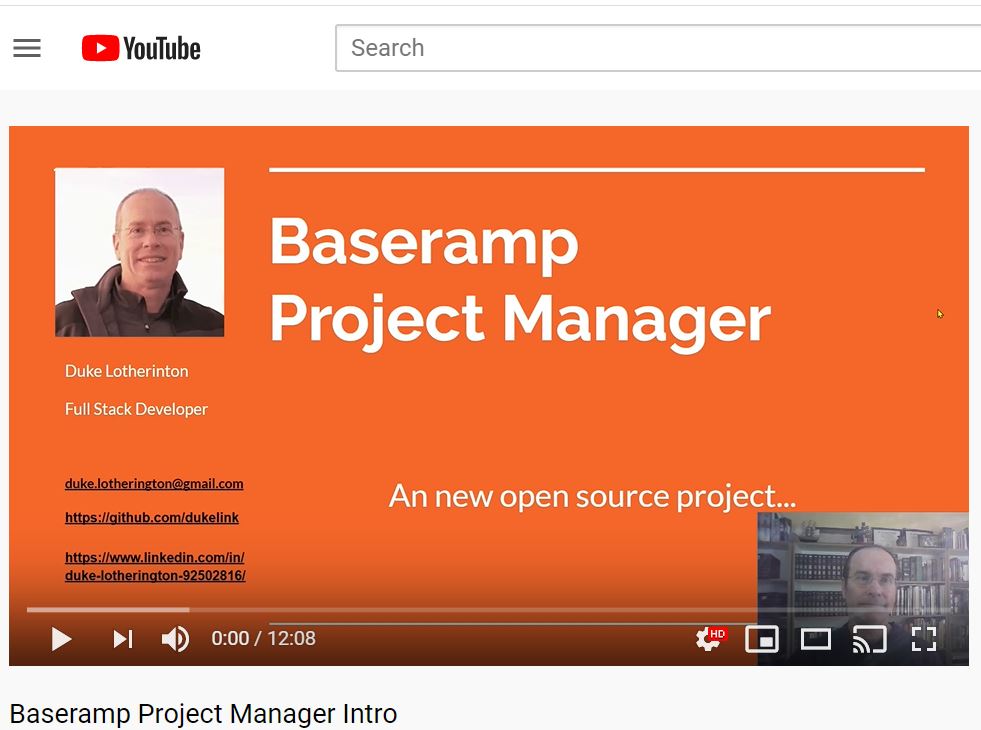 YouTube
Search
Baseramp
Project Manager
Duke Lotherinton
Full Stack Developer
duke.lotherington@gmail.com
https://github.com/dukelink
https://www.linkedin.com/in/
duke-lotherington-92502816/
An new open source project...
0:00 / 12:08
HD
Baseramp Project Manager Intro